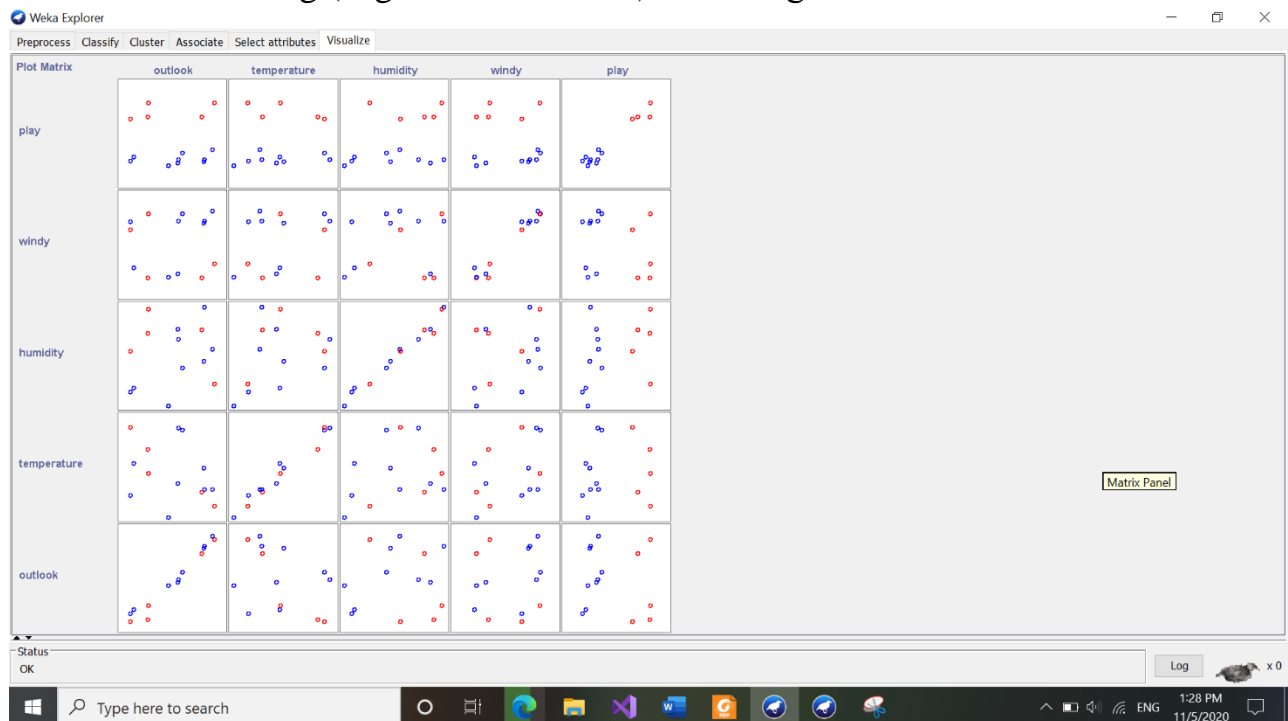 Weka Explorer
Preprocess Classify Cluster Associate Select attributes Visualize
Plot Matrix outlook temperature humidity windy play
play
windy
humidity
temperature
Matrix Panel
outlook
Status
OK
Log x 0
Type here to search
ENG 1:28 PM
11/5/2020